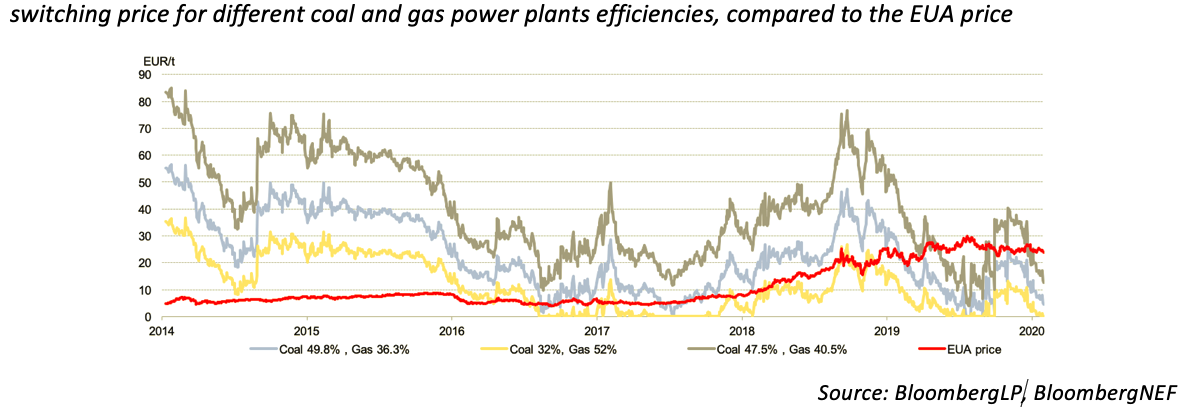 switching price for different coal and gas power plants efficiencies, compared to the EUA price
EUR/t
90
80
70
60
50
40
30
20
10
0
2014 2015 2016 2017 2018 2019 2020
Coal 49.8% , Gas 36.3% Coal 32%, Gas 52% Coal 47.5% , Gas 40.5% EUA price
Source: BloombergLP, BloombergNEF